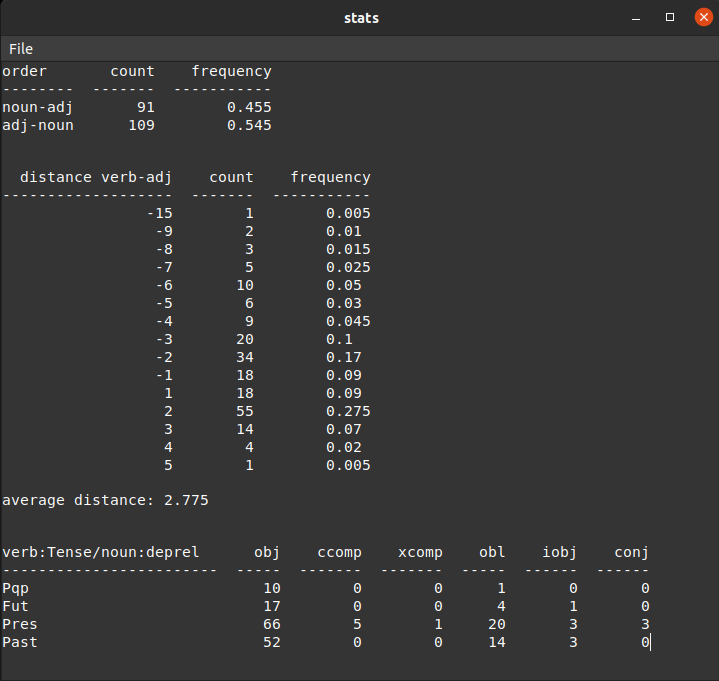 stats
File
order       count    frequency
--------  -------  -----------
noun-adj       91        0.455
adj-noun      109        0.545
  distance verb-adj    count    frequency
-------------------  -------  -----------
                -15        1        0.005
                 -9        2        0.01
                 -8        3        0.015
                 -7        5        0.025
                 -6       10        0.05
                 -5        6        0.03
                 -4        9        0.045
                 -3       20        0.1
                 -2       34        0.17
                 -1       18        0.09
                  1       18        0.09
                  2       55        0.275
                  3       14        0.07
                  4        4        0.02
                  5        1        0.005
average distance: 2.775
verb:Tense/noun:deprel      obj    ccomp    xcomp    obl    iobj    conj
------------------------  -----  -------  -------  -----  ------  ------
Pqp                          10        0        0      1       0       0
Fut                          17        0        0      4       1       0
Pres                         66        5        1     20       3       3
Past                         52        0        0     14       3       0